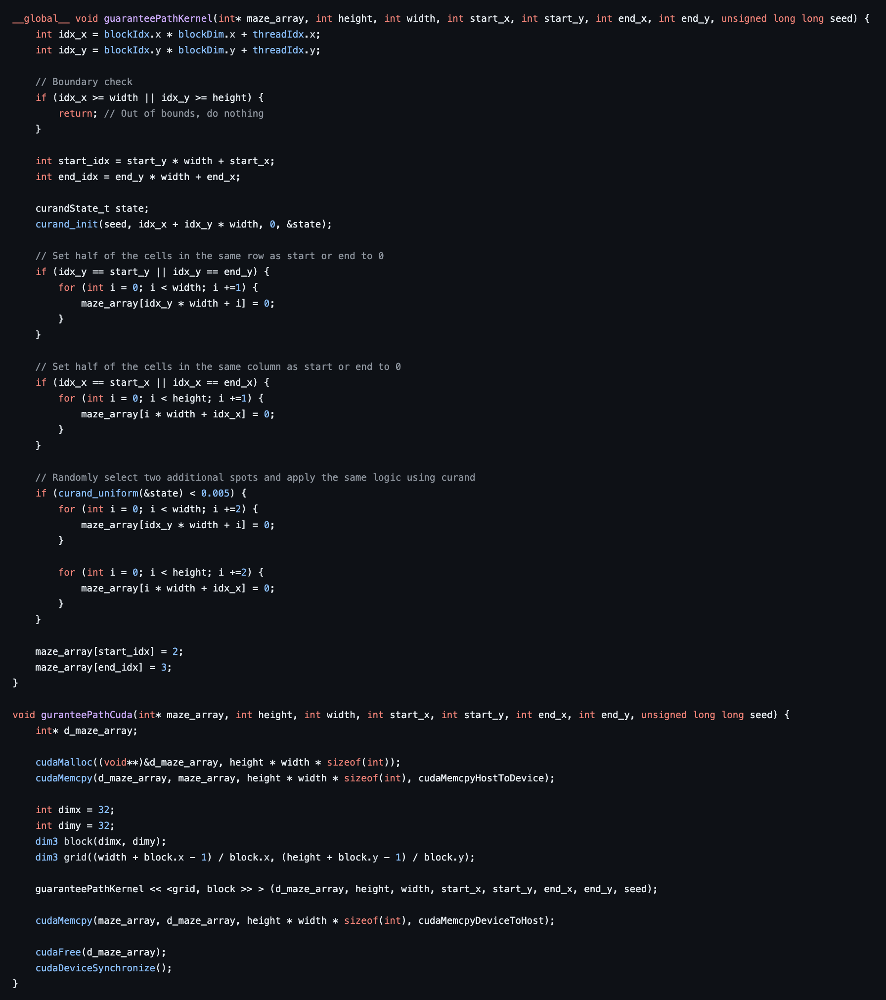 __global__ void guaranteePathKernel(int* maze_array, int height, int width, int start_x, int start_y, int end_x, int end_y, unsigned long long seed) {
    int idx_x = blockIdx.x * blockDim.x + threadIdx.x;
    int idx_y = blockIdx.y * blockDim.y + threadIdx.y;

    // Boundary check
    if (idx_x >= width || idx_y >= height) {
        return; // Out of bounds, do nothing
    }

    int start_idx = start_y * width + start_x;
    int end_idx = end_y * width + end_x;

    curandState_t state;
    curand_init(seed, idx_x + idx_y * width, 0, &state);

    // Set half of the cells in the same row as start or end to 0
    if (idx_y == start_y || idx_y == end_y) {
        for (int i = 0; i < width; i +=1) {
            maze_array[idx_y * width + i] = 0;
        }
    }

    // Set half of the cells in the same column as start or end to 0
    if (idx_x == start_x || idx_x == end_x) {
        for (int i = 0; i < height; i +=1) {
            maze_array[i * width + idx_x] = 0;
        }
    }

    // Randomly select two additional spots and apply the same logic using curand
    if (curand_uniform(&state) < 0.005) {
        for (int i = 0; i < width; i +=2) {
            maze_array[idx_y * width + i] = 0;
        }

        for (int i = 0; i < height; i +=2) {
            maze_array[i * width + idx_x] = 0;
        }
    }

    maze_array[start_idx] = 2;
    maze_array[end_idx] = 3;
}

void guranteePathCuda(int* maze_array, int height, int width, int start_x, int start_y, int end_x, int end_y, unsigned long long seed) {
    int* d_maze_array;

    cudaMalloc((void**)&d_maze_array, height * width * sizeof(int));
    cudaMemcpy(d_maze_array, maze_array, height * width * sizeof(int), cudaMemcpyHostToDevice);

    int dimx = 32;
    int dimy = 32;
    dim3 block(dimx, dimy);
    dim3 grid((width + block.x - 1) / block.x, (height + block.y - 1) / block.y);

    guaranteePathKernel << <grid, block >> > (d_maze_array, height, width, start_x, start_y, end_x, end_y, seed);

    cudaMemcpy(maze_array, d_maze_array, height * width * sizeof(int), cudaMemcpyDeviceToHost);

    cudaFree(d_maze_array);
    cudaDeviceSynchronize();
}